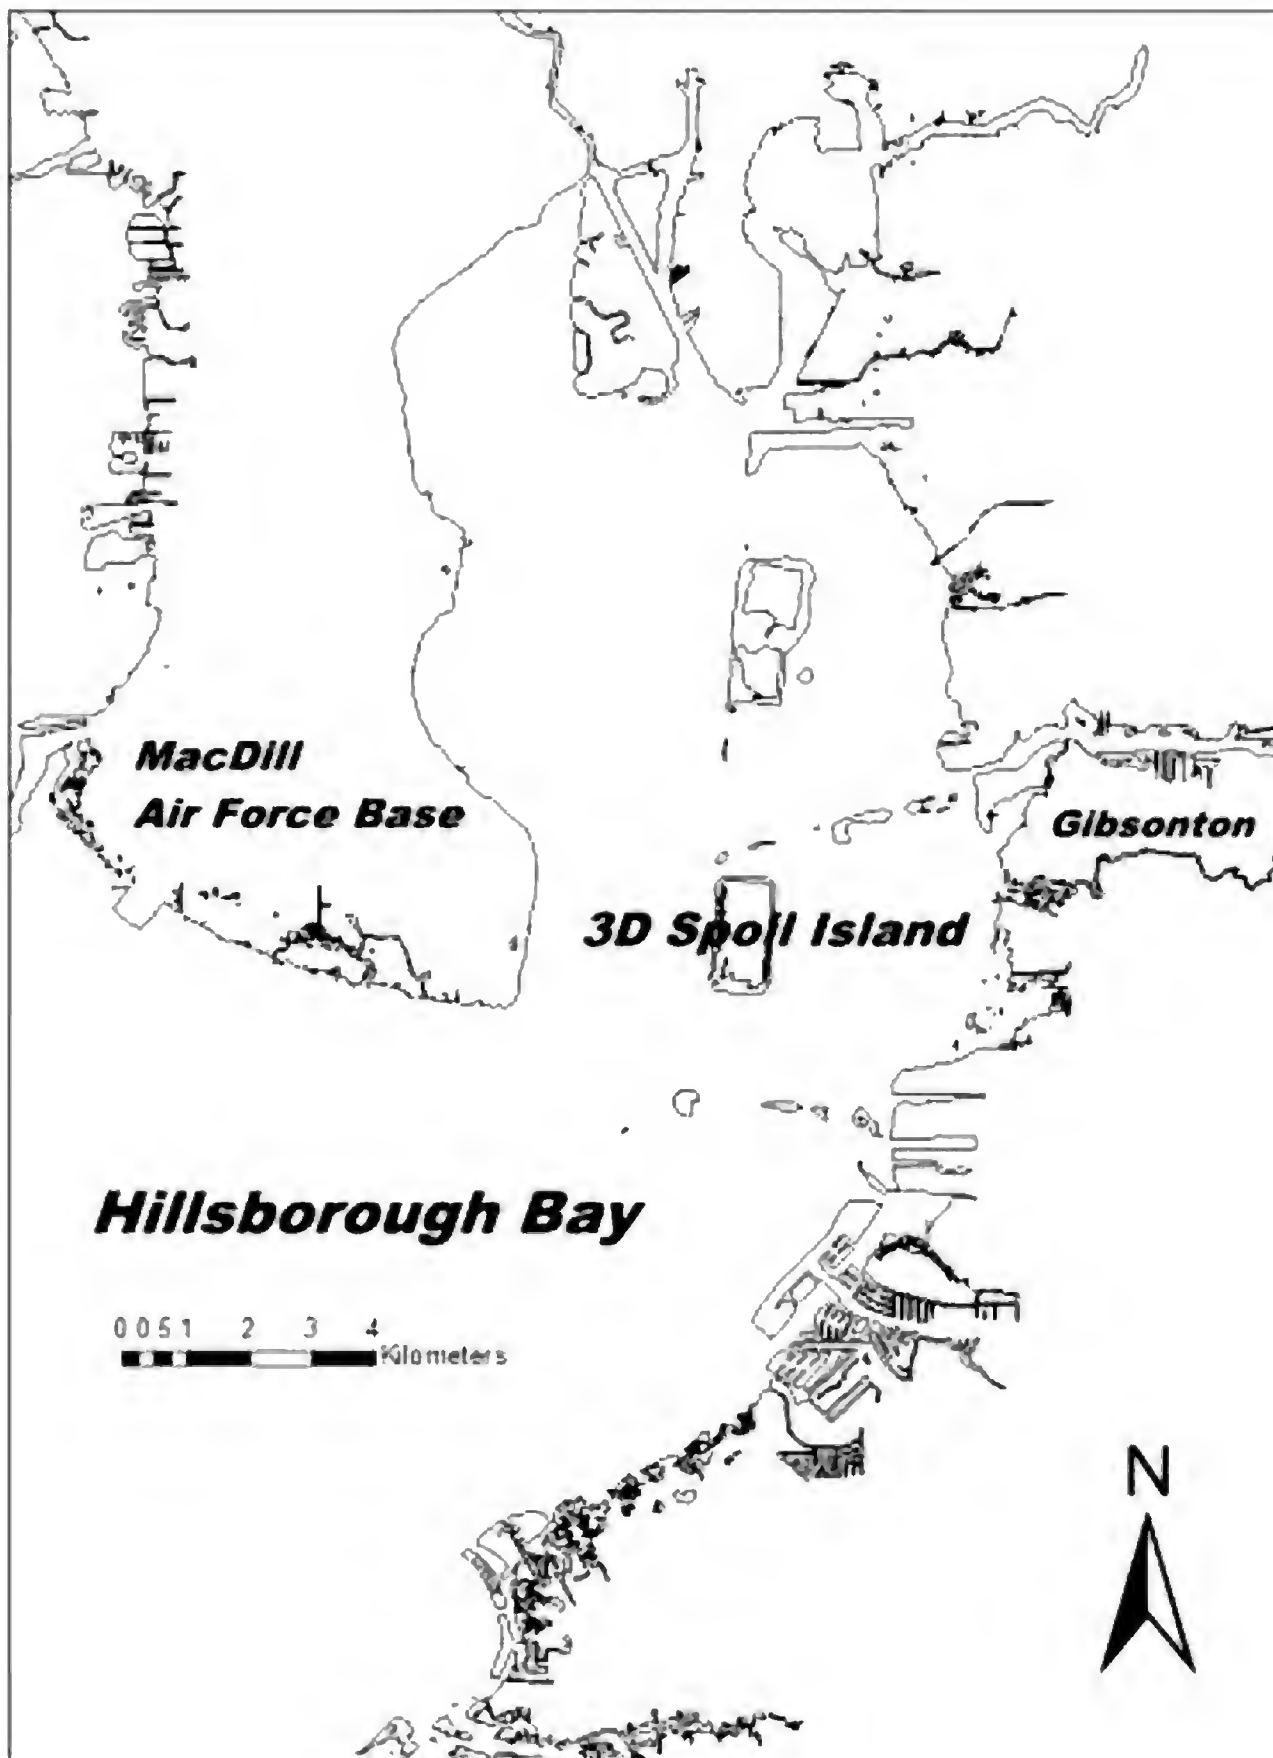 MacDill
Air Force Base
Gibsonton
3D Spoil Island
Hillsborough Bay
0 0.5 1 2 3 4
Kilometers
N